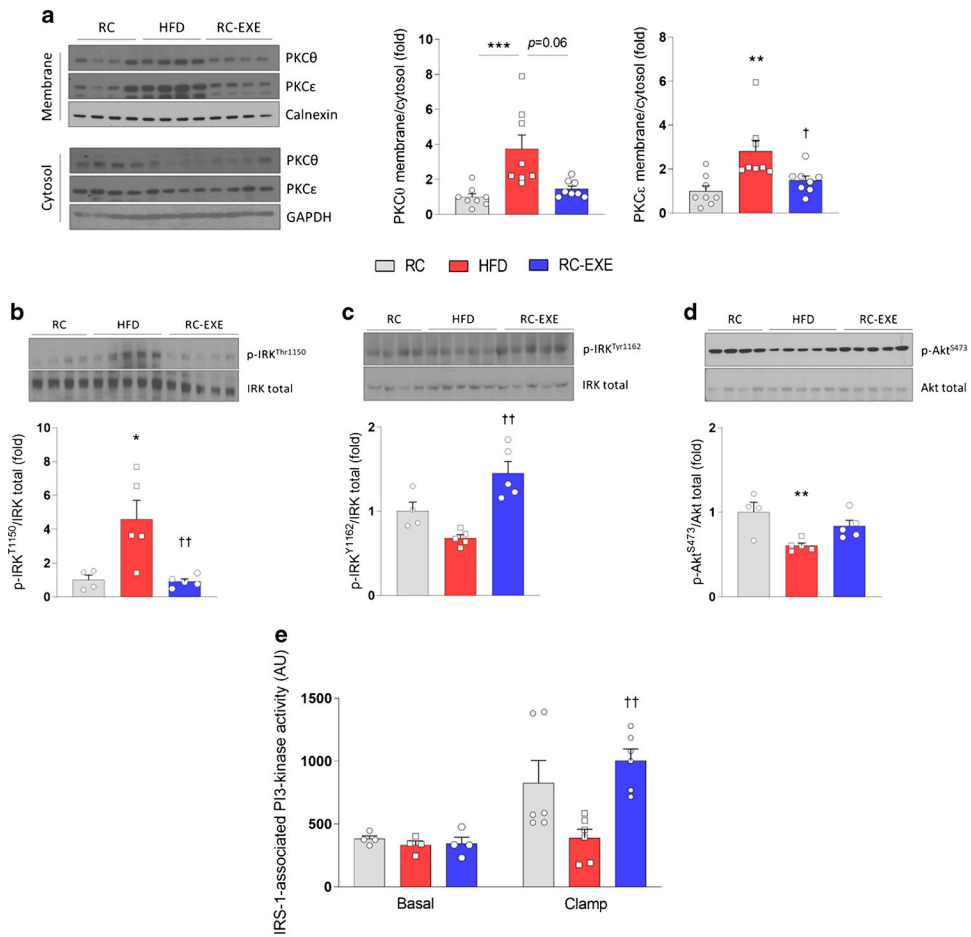 a
RC HFD RC-EXE
Membrane
PKCθ
PKCε
Calnexin
Cytosol
PKCθ
PKCε
GAPDH
PKCθ membrane/cytosol (fold)
10
8
6
4
2
0
***
p=0.06
PKCε membrane/cytosol (fold)
8
6
4
2
0
**
†
RC HFD RC-EXE
b
RC HFD RC-EXE
p-IRK^Thr1150
IRK total
p-IRK^T1150/IRK total (fold)
10
8
6
4
2
0
*
††
c
RC HFD RC-EXE
p-IRK^Tyr1162
IRK total
p-IRK^Y1162/IRK total (fold)
2
1
0
††
d
RC HFD RC-EXE
p-Akt^S473
Akt total
p-Akt^S473/Akt total (fold)
2
1
0
**
e
IRS-1-associated PI3-kinase activity (AU)
1500
1000
500
0
††
Basal Clamp